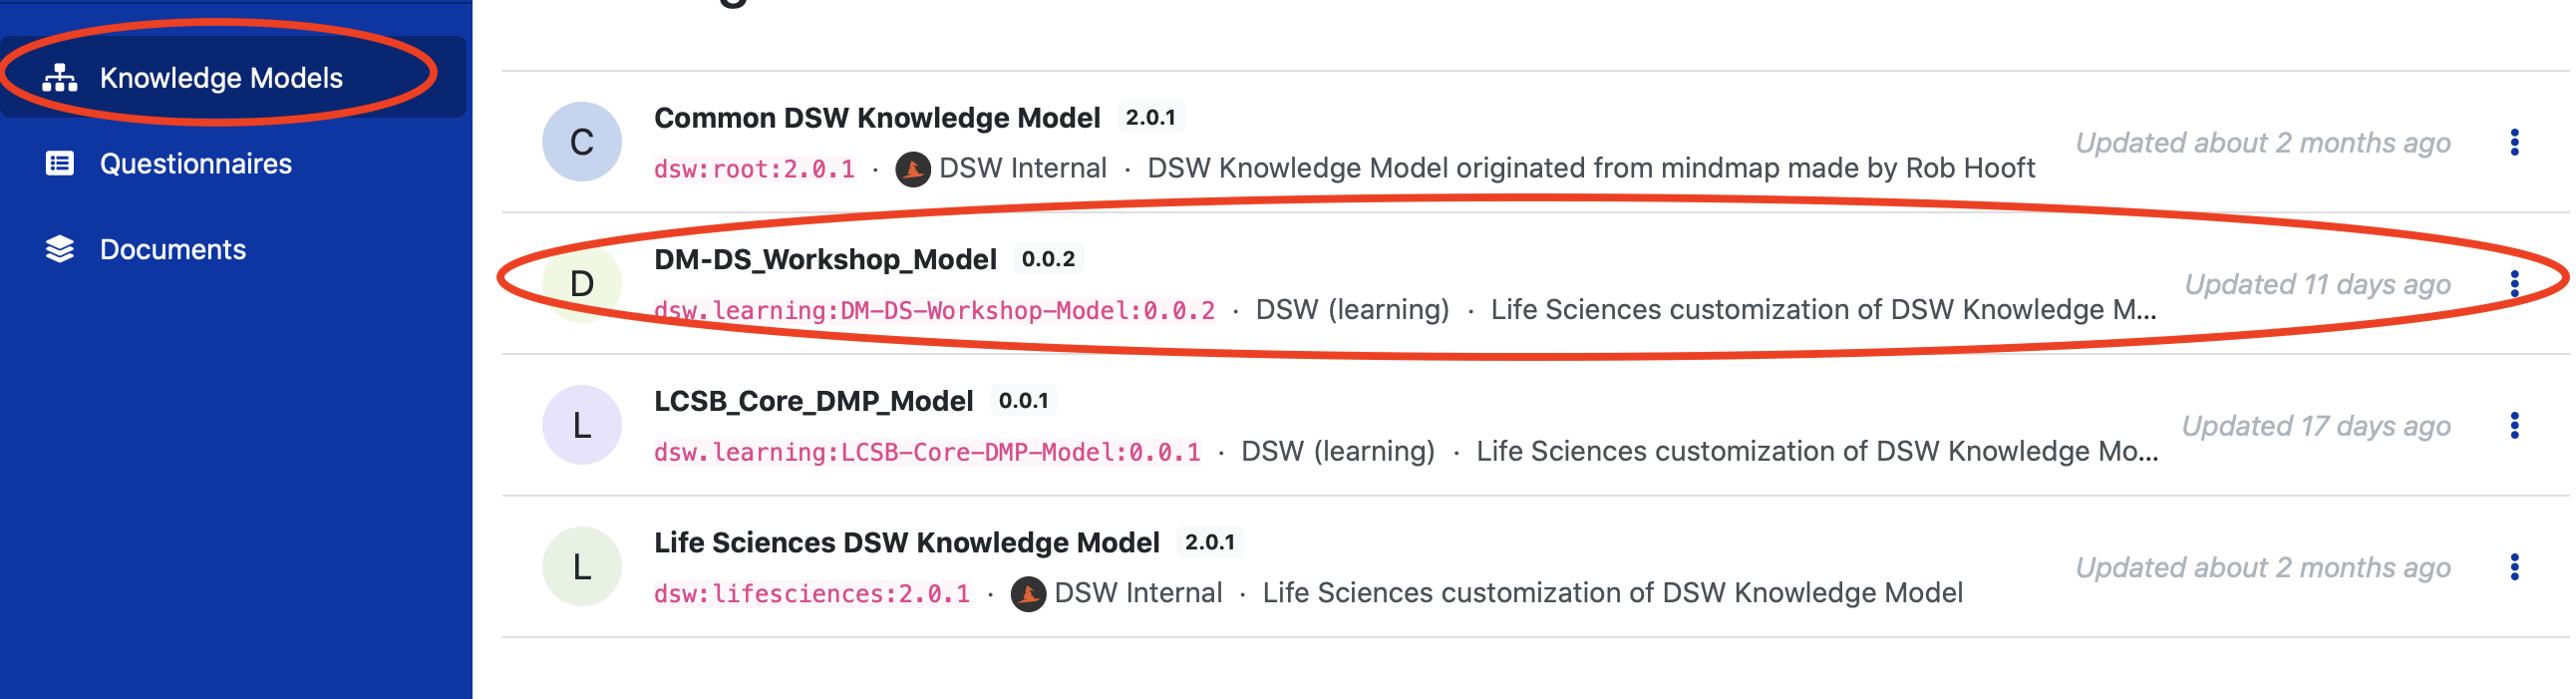 Knowledge Models
Questionnaires
Documents
C
Common DSW Knowledge Model 2.0.1
dsw:root:2.0.1 · DSW Internal · DSW Knowledge Model originated from mindmap made by Rob Hooft
Updated about 2 months ago
D
DM-DS_Workshop_Model 0.0.2
dsw.learning:DM-DS-Workshop-Model:0.0.2 · DSW (learning) · Life Sciences customization of DSW Knowledge M...
Updated 11 days ago
L
LCSB_Core_DMP_Model 0.0.1
dsw.learning:LCSB-Core-DMP-Model:0.0.1 · DSW (learning) · Life Sciences customization of DSW Knowledge Mo...
Updated 17 days ago
L
Life Sciences DSW Knowledge Model 2.0.1
dsw:lifesciences:2.0.1 · DSW Internal · Life Sciences customization of DSW Knowledge Model
Updated about 2 months ago